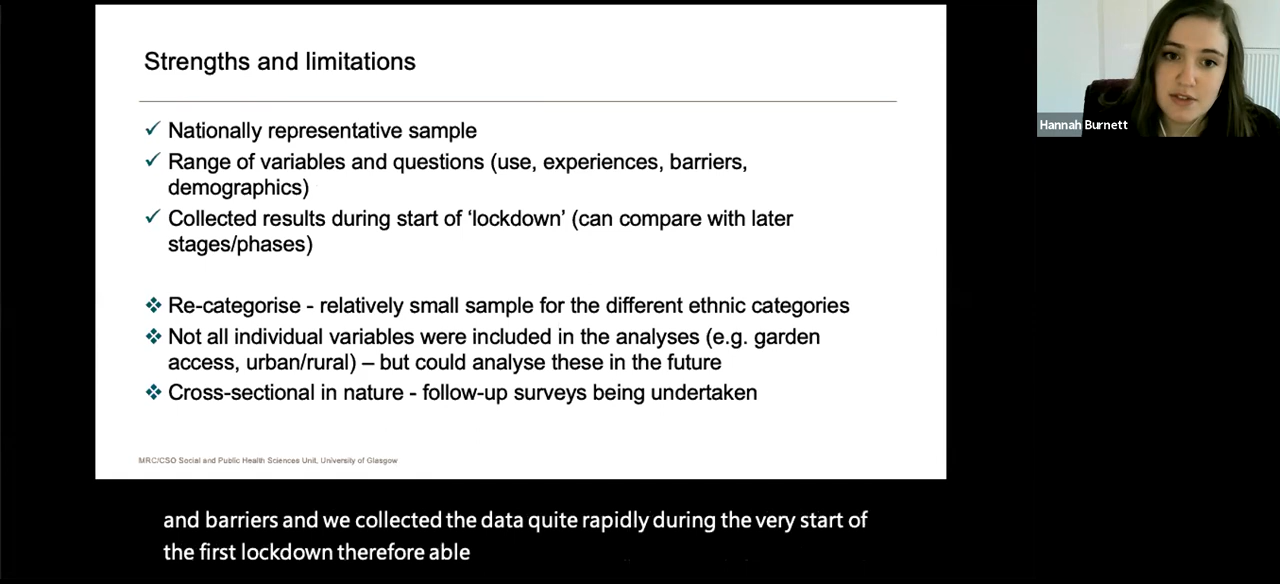 Strengths and limitations
✓ Nationally representative sample
✓ Range of variables and questions (use, experiences, barriers,
demographics)
✓ Collected results during start of ‘lockdown’ (can compare with later
stages/phases)
❖ Re-categorise - relatively small sample for the different ethnic categories
❖ Not all individual variables were included in the analyses (e.g. garden
access, urban/rural) – but could analyse these in the future
❖ Cross-sectional in nature - follow-up surveys being undertaken
MRC/CSO Social and Public Health Sciences Unit, University of Glasgow
Hannah Burnett
and barriers and we collected the data quite rapidly during the very start of
the first lockdown therefore able